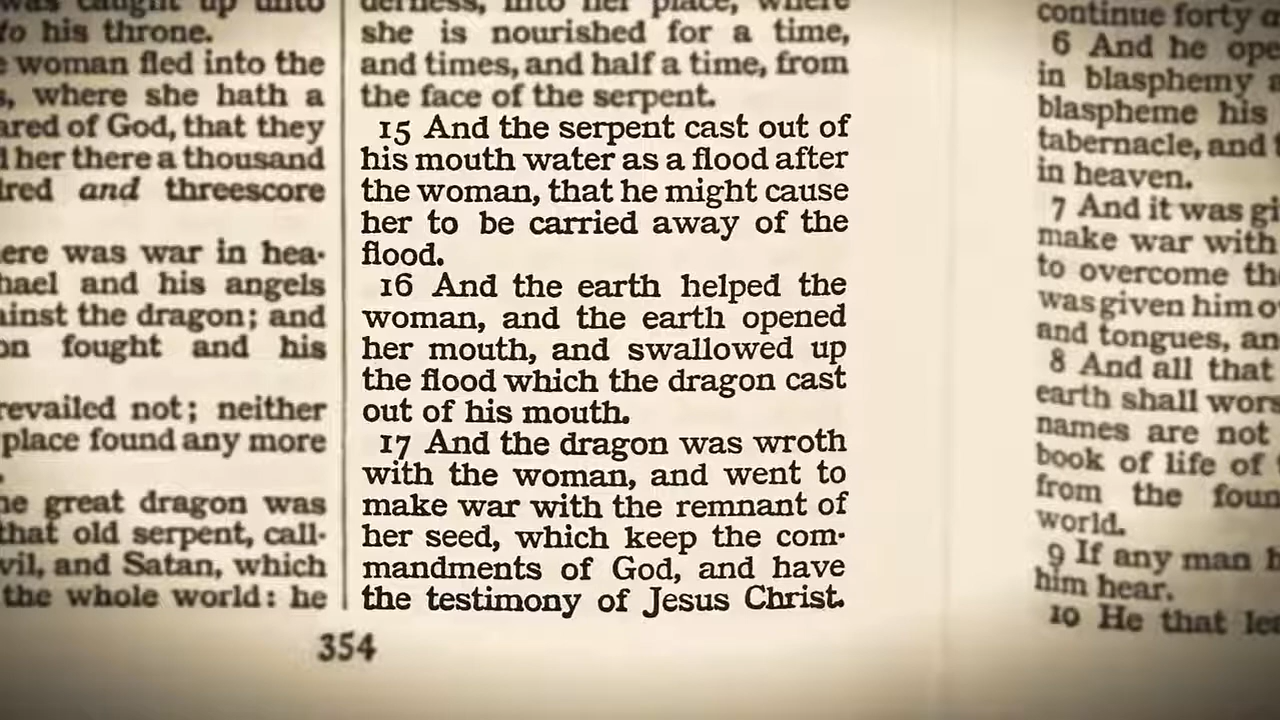 was caught up unto
to his throne.
woman fled into the
where she hath a
of God, that they
her there a thousand
and threescore
was war in hea-
and his angels
the dragon; and
fought and his
not; neither
place found any more
great dragon was
that old serpent, call-
and Satan, which
the whole world: he
derness, into her place, where
she is nourished for a time,
and times, and half a time, from
the face of the serpent.
15 And the serpent cast out of
his mouth water as a flood after
the woman, that he might cause
her to be carried away of the
flood.
16 And the earth helped the
woman, and the earth opened
her mouth, and swallowed up
the flood which the dragon cast
out of his mouth.
17 And the dragon was wroth
with the woman, and went to
make war with the remnant of
her seed, which keep the com-
mandments of God, and have
the testimony of Jesus Christ.
354
continue forty
6 And he
in blasphemy
blaspheme his
tabernacle, and
in heaven.
7 And it was
make war with
to overcome
was given him
and tongues,
8 And all that
earth shall
names are not
book of life of
from the
world.
9 If any man
him hear.
10 He that